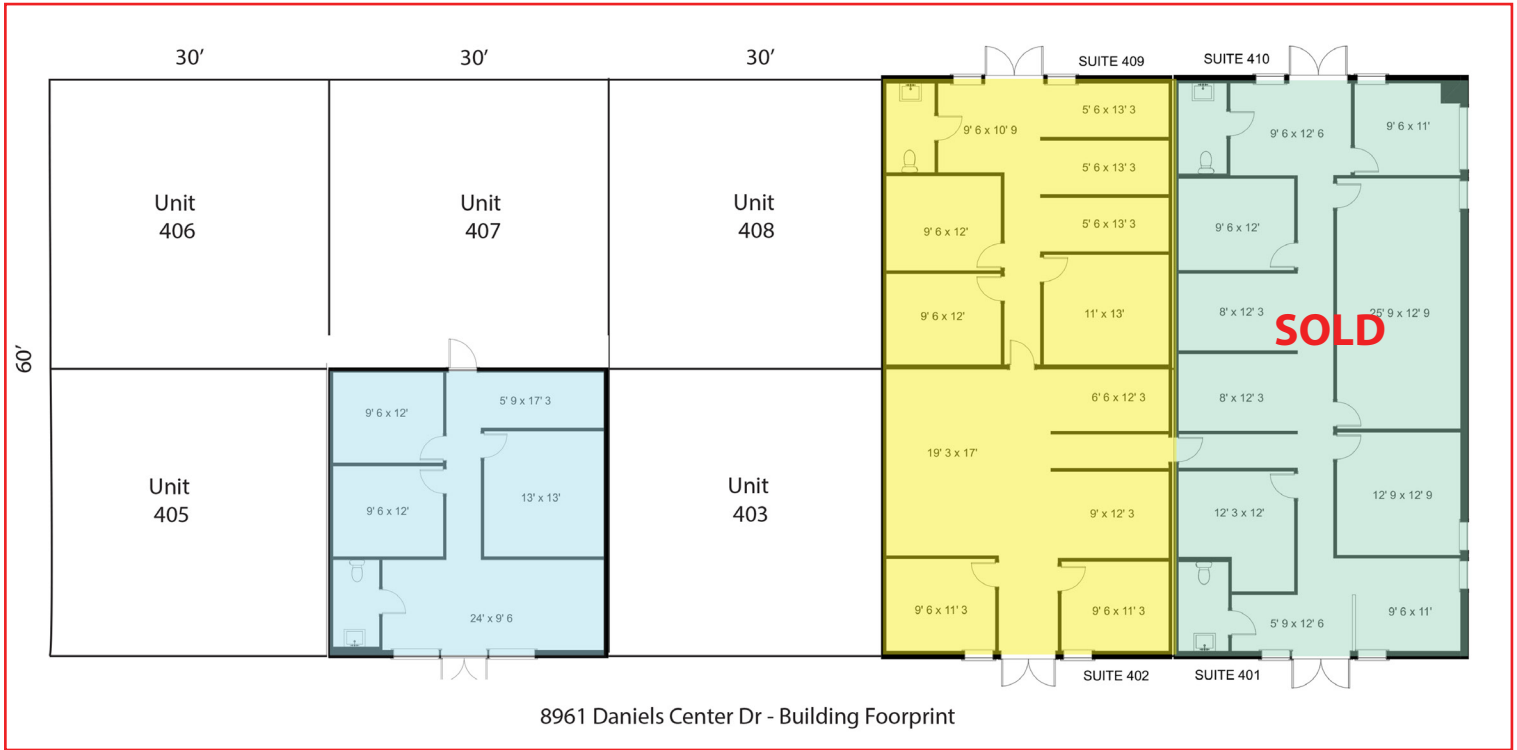 30’
30’
30’
SUITE 409
SUITE 410
60’
Unit
406
Unit
407
Unit
408
Unit
405
Unit
403
9' 6 x 12'
5' 9 x 17' 3
9' 6 x 12'
13' x 13'
24' x 9' 6
9' 6 x 10' 9
5' 6 x 13' 3
5' 6 x 13' 3
5' 6 x 13' 3
9' 6 x 12'
9' 6 x 12'
11' x 13'
6' 6 x 12' 3
19' 3 x 17'
9' x 12' 3
9' 6 x 11' 3
9' 6 x 11' 3
9' 6 x 12' 6
9' 6 x 11'
9' 6 x 12'
8' x 12' 3
25' 9 x 12' 9
SOLD
8' x 12' 3
12' 3 x 12'
12' 9 x 12' 9
5' 9 x 12' 6
9' 6 x 11'
SUITE 402
SUITE 401
8961 Daniels Center Dr - Building Foorprint